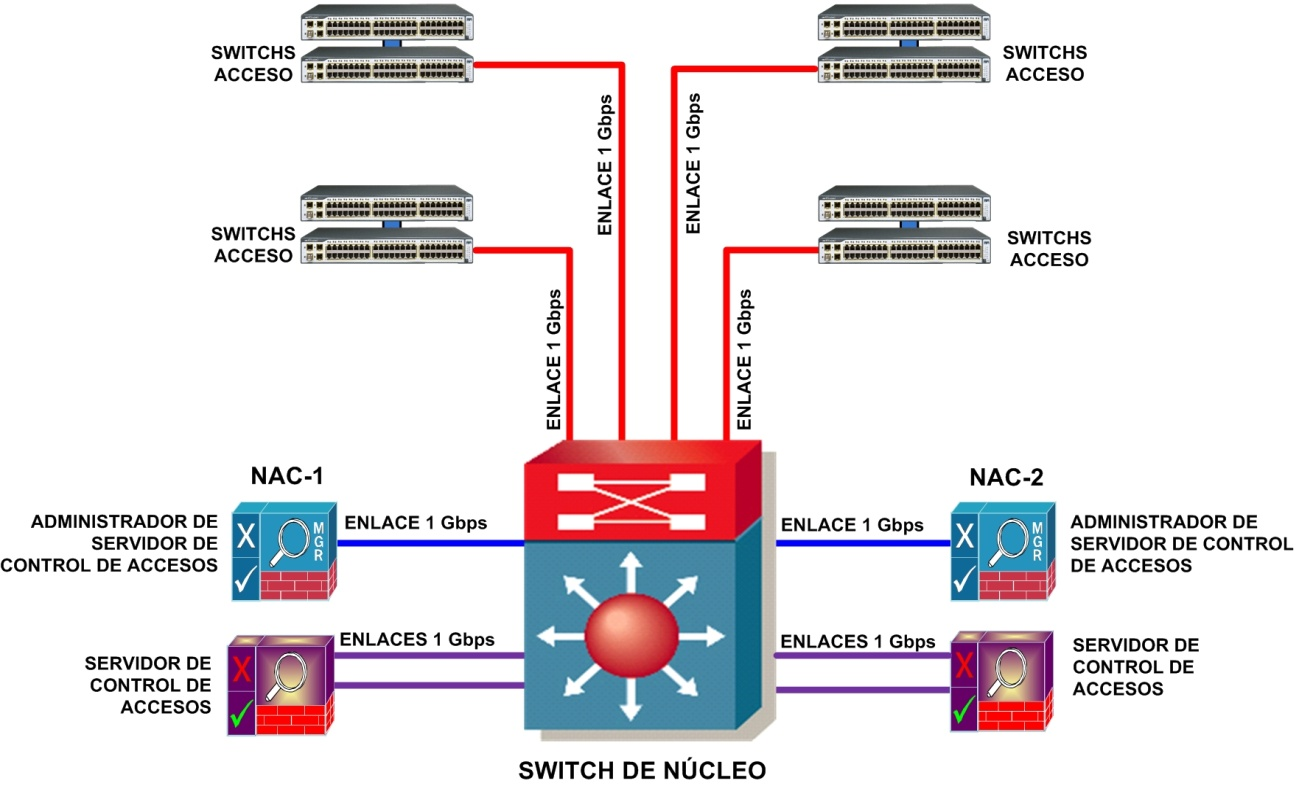 SWITCHS
ACCESO
SWITCHS
ACCESO
ENLACE 1 Gbps
ENLACE 1 Gbps
SWITCHS
ACCESO
SWITCHS
ACCESO
ENLACE 1 Gbps
ENLACE 1 Gbps
NAC-1
NAC-2
ADMINISTRADOR DE
SERVIDOR DE
CONTROL DE ACCESOS
MGR
ENLACE 1 Gbps
ENLACE 1 Gbps
MGR
ADMINISTRADOR DE
SERVIDOR DE CONTROL
DE ACCESOS
SERVIDOR DE
CONTROL DE
ACCESOS
ENLACES 1 Gbps
ENLACES 1 Gbps
SERVIDOR DE
CONTROL DE
ACCESOS
SWITCH DE NÚCLEO